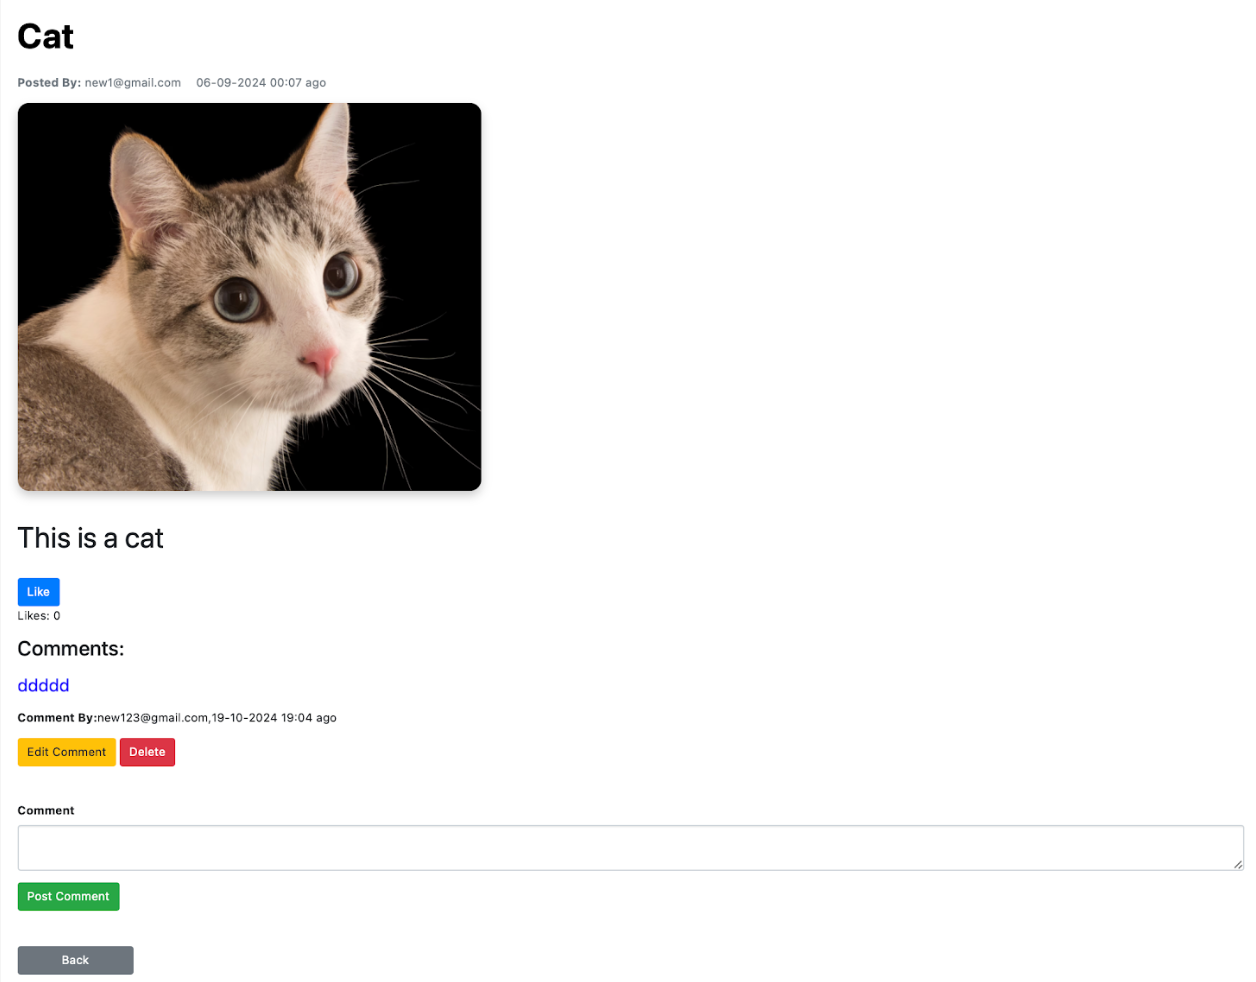 Cat
Posted By: new1@gmail.com 06-09-2024 00:07 ago
This is a cat
Like
Likes: 0
Comments:
ddddd
Comment By:new123@gmail.com,19-10-2024 19:04 ago
Edit Comment Delete
Comment
Post Comment
Back